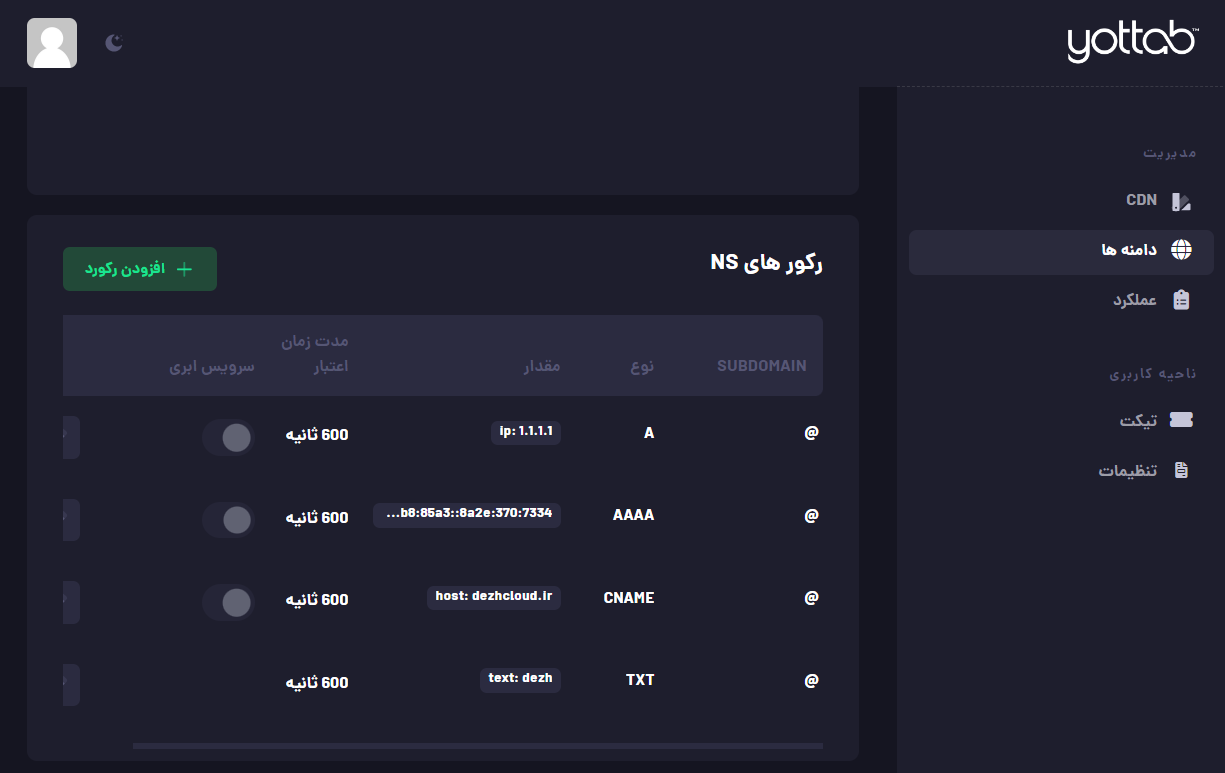 yottab™
مدیریت
CDN
دامنه ها
عملکرد
ناحیه کاربری
تیکت
تنظیمات
رکور های NS
افزودن رکورد
SUBDOMAIN نوع مقدار مدت زمان اعتبار سرویس ابری
@ A ip: 1.1.1.1 600 ثانیه
@ AAAA ...b8:85a3::8a2e:370:7334 600 ثانیه
@ CNAME host: dezhcloud.ir 600 ثانیه
@ TXT text: dezh 600 ثانیه